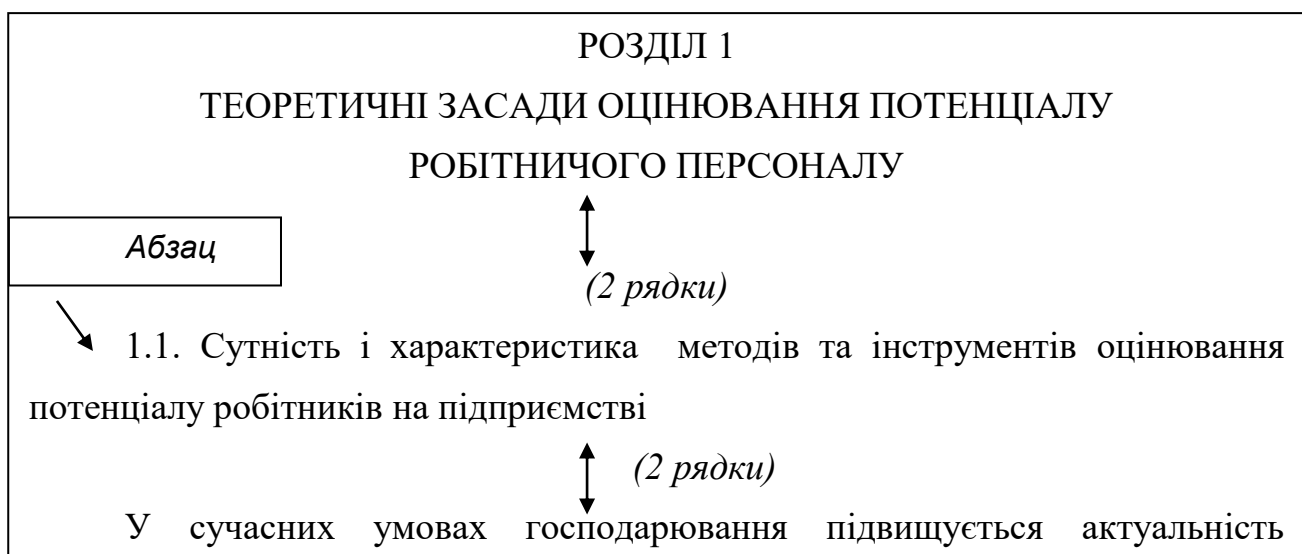 РОЗДІЛ 1
ТЕОРЕТИЧНІ ЗАСАДИ ОЦІНЮВАННЯ ПОТЕНЦІАЛУ
РОБІТНИЧОГО ПЕРСОНАЛУ
Абзац
(2 рядки)
1.1. Сутність і характеристика методів та інструментів оцінювання
потенціалу робітників на підприємстві
(2 рядки)
У сучасних умовах господарювання підвищується актуальність